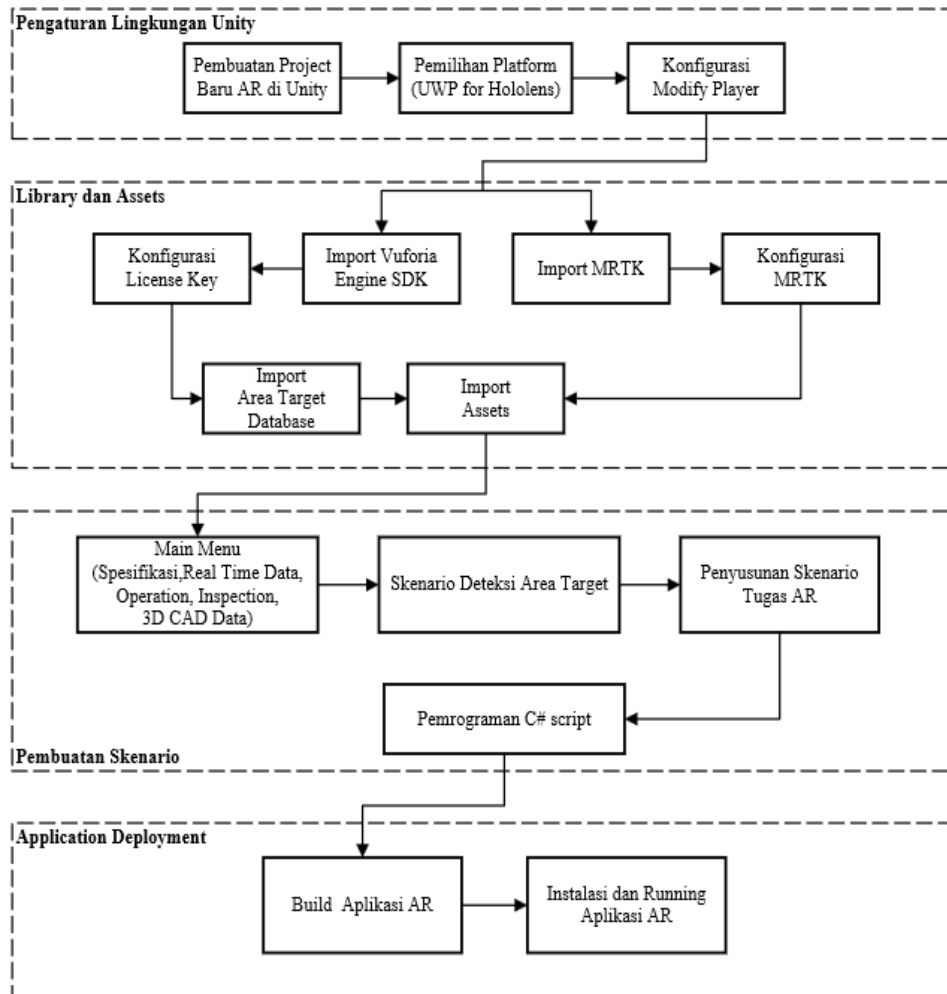 Pengaturan Lingkungan Unity
Pembuatan Project
Baru AR di Unity
Pemilihan Platform
(UWP for Hololens)
Konfigurasi
Modify Player
Library dan Assets
Konfigurasi
License Key
Import Vuforia
Engine SDK
Import MRTK
Konfigurasi
MRTK
Import
Area Target
Database
Import
Assets
Main Menu
(Spesifikasi,Real Time Data,
Operation, Inspection,
3D CAD Data)
Skenario Deteksi Area Target
Penyusunan Skenario
Tugas AR
Pemrograman C# script
Pembuatan Skenario
Application Deployment
Build Aplikasi AR
Instalasi dan Running
Aplikasi AR